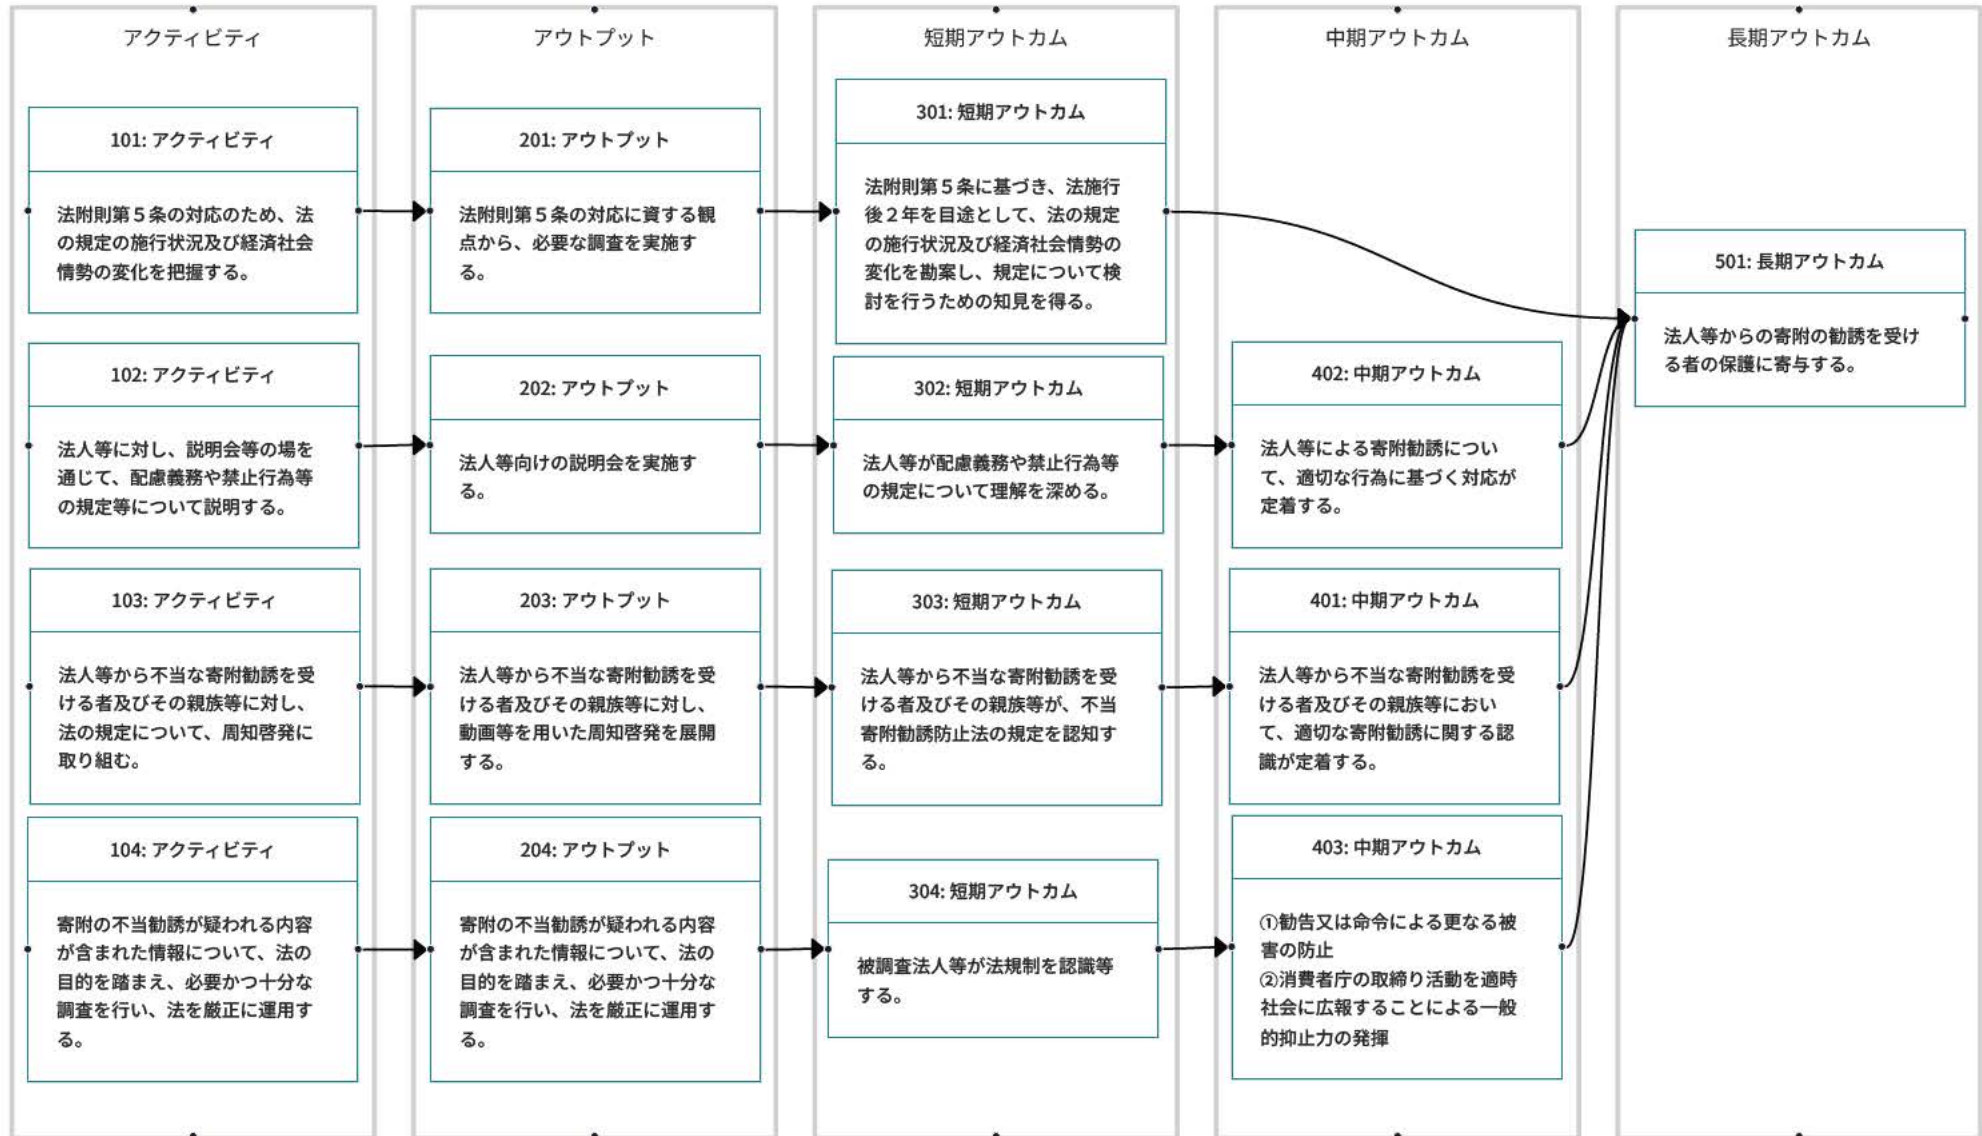 アクティビティ
101: アクティビティ
法附則第５条の対応のため、法
の規定の施行状況及び経済社会
情勢の変化を把握する。
102: アクティビティ
法人等に対し、説明会等の場を
通じて、配慮義務や禁止行為等
の規定等について説明する。
103: アクティビティ
法人等から不当な寄附勧誘を受
ける者及びその親族等に対し、
法の規定について、周知啓発に
取り組む。
104: アクティビティ
寄附の不当勧誘が疑われる内容
が含まれた情報について、法の
目的を踏まえ、必要かつ十分な
調査を行い、法を厳正に運用す
る。
アウトプット
201: アウトプット
法附則第５条の対応に資する観
点から、必要な調査を実施す
る。
202: アウトプット
法人等向けの説明会を実施す
る。
203: アウトプット
法人等から不当な寄附勧誘を受
ける者及びその親族等に対し、
動画等を用いた周知啓発を展開
する。
204: アウトプット
寄附の不当勧誘が疑われる内容
が含まれた情報について、法の
目的を踏まえ、必要かつ十分な
調査を行い、法を厳正に運用す
る。
短期アウトカム
301: 短期アウトカム
法附則第５条に基づき、法施行
後２年を目途として、法の規定
の施行状況及び経済社会情勢の
変化を勘案し、規定について検
討を行うための知見を得る。
302: 短期アウトカム
法人等が配慮義務や禁止行為等
の規定について理解を深める。
303: 短期アウトカム
法人等から不当な寄附勧誘を受
ける者及びその親族等が、不当
寄附勧誘防止法の規定を認知す
る。
304: 短期アウトカム
被調査法人等が法規制を認識等
する。
中期アウトカム
402: 中期アウトカム
法人等による寄附勧誘につい
て、適切な行為に基づく対応が
定着する。
401: 中期アウトカム
法人等から不当な寄附勧誘を受
ける者及びその親族等におい
て、適切な寄附勧誘に関する認
識が定着する。
403: 中期アウトカム
①勧告又は命令による更なる被
害の防止
②消費者庁の取締り活動を適時
社会に広報することによる一般
的抑止力の発揮
長期アウトカム
501: 長期アウトカム
法人等からの寄附の勧誘を受け
る者の保護に寄与する。